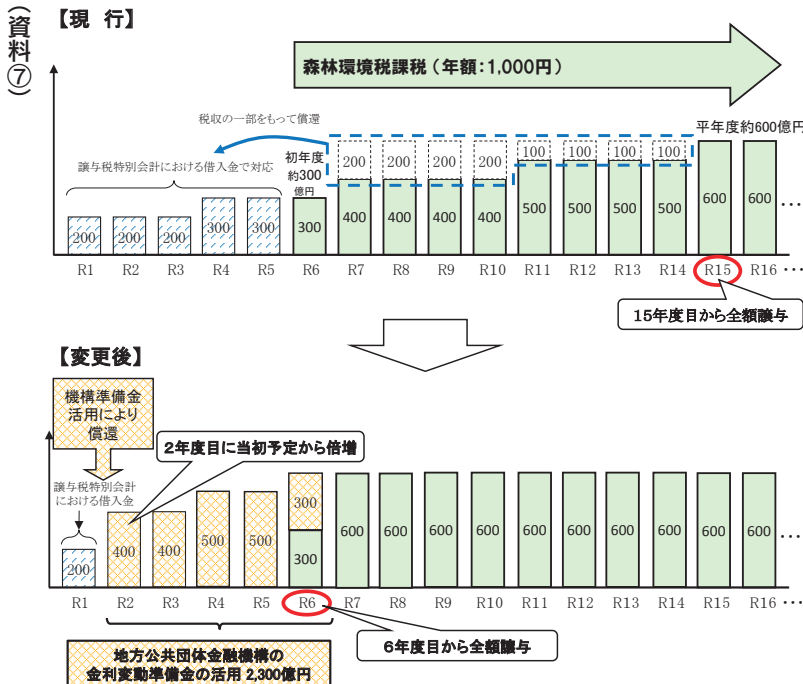 （資料⑦）
【現　行】
森林環境税課税（年額：1,000円）
税収の一部をもって償還
譲与税特別会計における借入金で対応
初年度
約300
億円
平年度約600億円
200 200 200 200 100 100 100 100
200 200 200 300 300 300 400 400 400 400 500 500 500 500 600 600 …
R1 R2 R3 R4 R5 R6 R7 R8 R9 R10 R11 R12 R13 R14 R15 R16 …
15年度目から全額譲与
【変更後】
機構準備金
活用により
償還
2年度目に当初予定から倍増
譲与税特別会計
における借入金
300
200 400 400 500 500 300 600 600 600 600 600 600 600 600 600 600 …
R1 R2 R3 R4 R5 R6 R7 R8 R9 R10 R11 R12 R13 R14 R15 R16 …
6年度目から全額譲与
地方公共団体金融機構の
金利変動準備金の活用 2,300億円